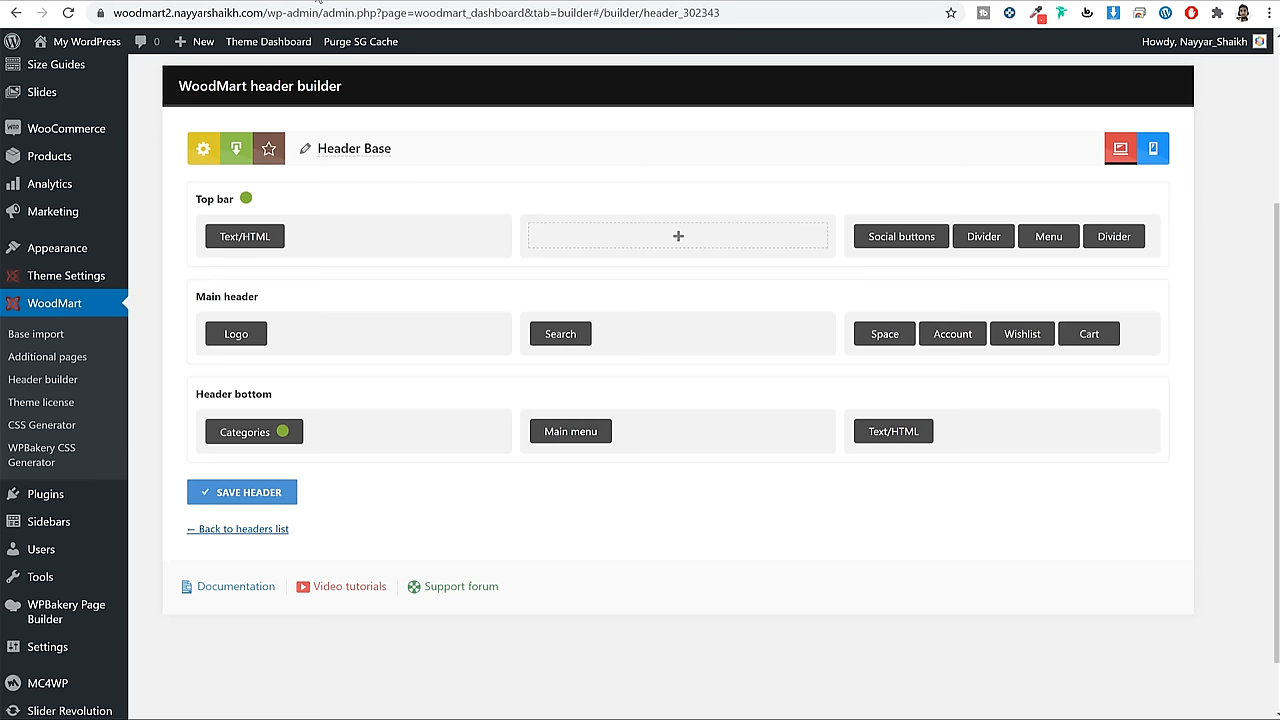 woodmart2.nayyarshaikh.com/wp-admin/admin.php?page=woodmart_dashboard&tab=builder#/builder/header_302343
My WordPress 0 New Theme Dashboard Purge SG Cache Howdy, Nayyar_Shaikh
Size Guides
Slides
WooCommerce
Products
Analytics
Marketing
Appearance
Theme Settings
WoodMart
Base import
Additional pages
Header builder
Theme license
CSS Generator
WPBakery CSS
Generator
Plugins
Sidebars
Users
Tools
WPBakery Page
Builder
Settings
MC4WP
Slider Revolution
WoodMart header builder
Header Base
Top bar
Text/HTML + Social buttons Divider Menu Divider
Main header
Logo Search Space Account Wishlist Cart
Header bottom
Categories Main menu Text/HTML
✓ SAVE HEADER
← Back to headers list
Documentation Video tutorials Support forum